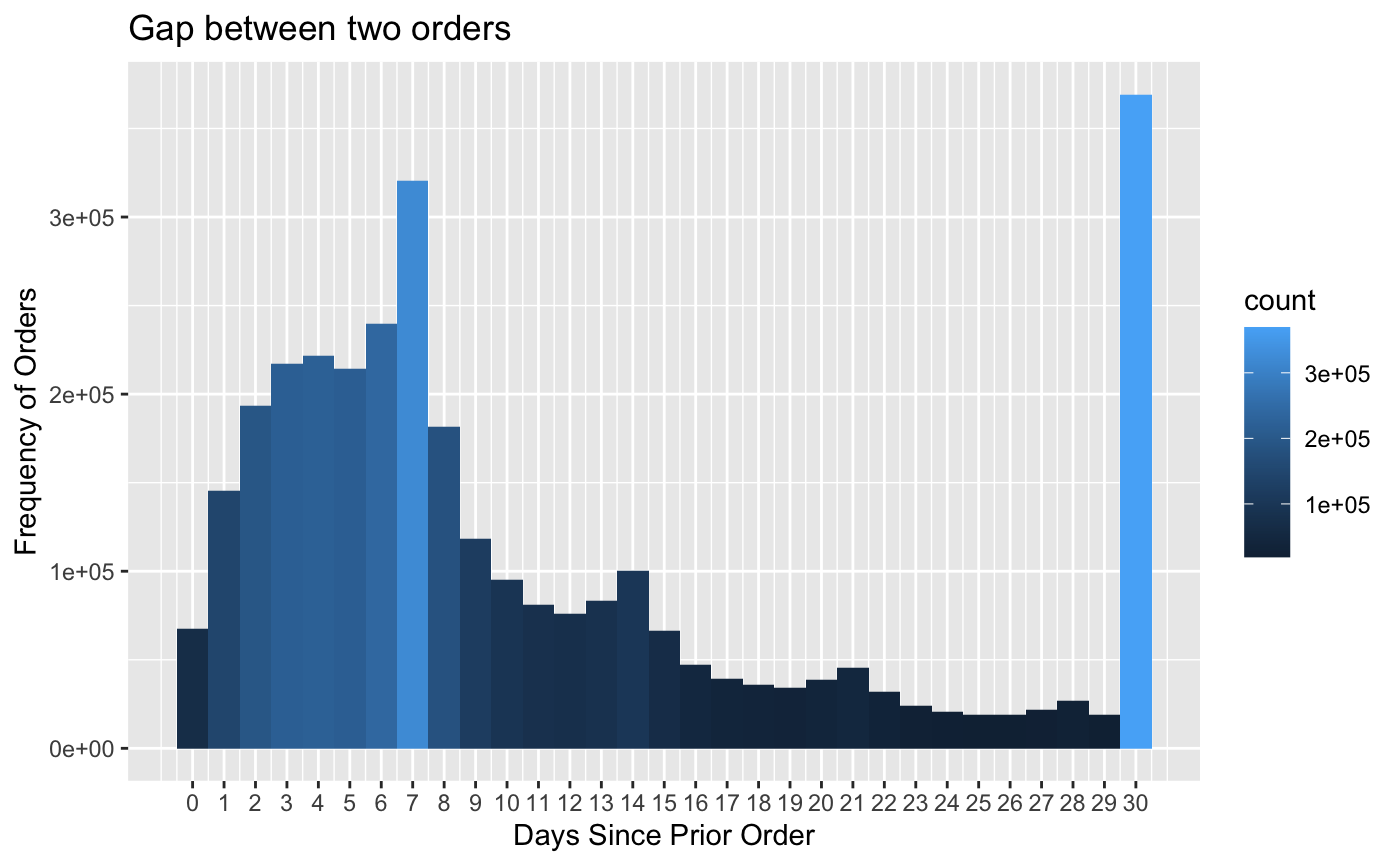 Gap between two orders
Frequency of Orders
3e+05
2e+05
1e+05
0e+00
0 1 2 3 4 5 6 7 8 9 10 11 12 13 14 15 16 17 18 19 20 21 22 23 24 25 26 27 28 29 30
Days Since Prior Order
count
3e+05
2e+05
1e+05